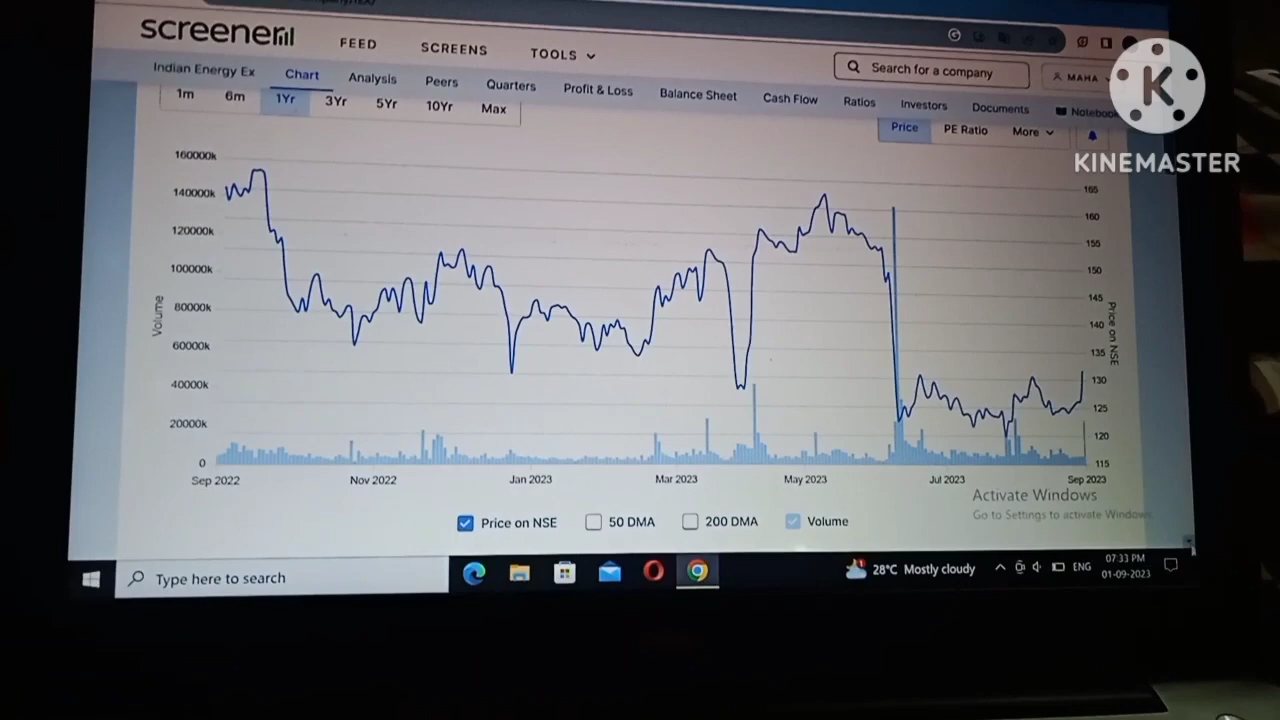 screener
FEED
SCREENS
TOOLS
Search for a company
MAHA
Indian Energy Ex
Chart
Analysis
Peers
Quarters
Profit & Loss
Balance Sheet
Cash Flow
Ratios
Investors
Documents
Notebook
1m
6m
1Yr
3Yr
5Yr
10Yr
Max
Price
PE Ratio
More
K
KINEMASTER
160000k
140000k
120000k
100000k
80000k
60000k
40000k
20000k
0
Volume
165
160
155
150
145
140
135
130
125
120
115
Price on NSE
Sep 2022
Nov 2022
Jan 2023
Mar 2023
May 2023
Jul 2023
Sep 2023
Activate Windows
Go to Settings to activate Windows.
Price on NSE
50 DMA
200 DMA
Volume
Type here to search
28°C Mostly cloudy
ENG
07:33 PM
01-09-2023